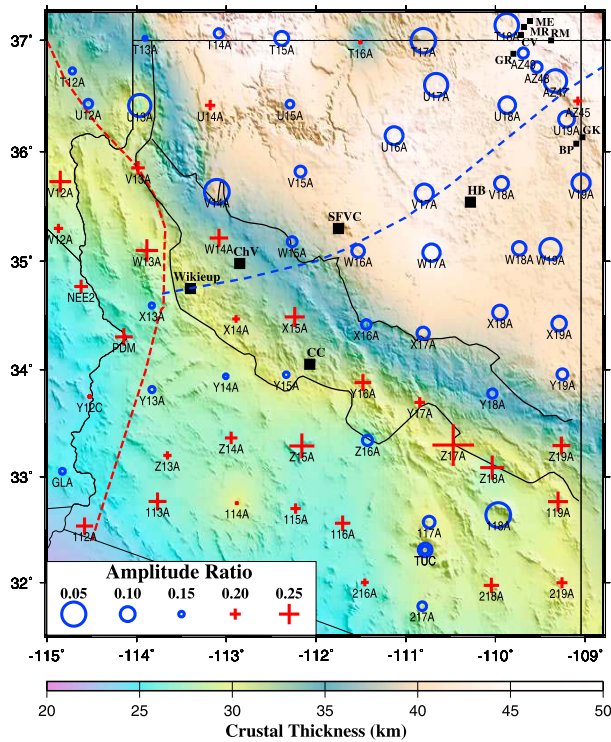 37°
36°
35°
34°
33°
32°
-115° -114° -113° -112° -111° -110° -109°
T13A
T14A
T15A
T16A
T17A
T18A
ME
MR
RM
CV
GR
AZ49
AZ48
AZ47
AZ45
T12A
U12A
U13A
U14A
U15A
U16A
U17A
U18A
U19A
GK
BP
V12A
V13A
V14A
V15A
V17A
V18A
V19A
HB
SFVC
W12A
W13A
W14A
W15A
W16A
W17A
W18A
W19A
ChV
Wikieup
NEE2
PDM
X13A
X14A
X15A
X16A
X17A
X18A
X19A
CC
Y12C
Y13A
Y14A
Y15A
Y16A
Y17A
Y18A
Y19A
GLA
Z13A
Z14A
Z15A
Z16A
Z17A
Z18A
Z19A
112A
113A
114A
115A
116A
117A
118A
119A
TUC
216A
217A
218A
219A
Amplitude Ratio
0.05 0.10 0.15 0.20 0.25
20 25 30 35 40 45 50
Crustal Thickness (km)